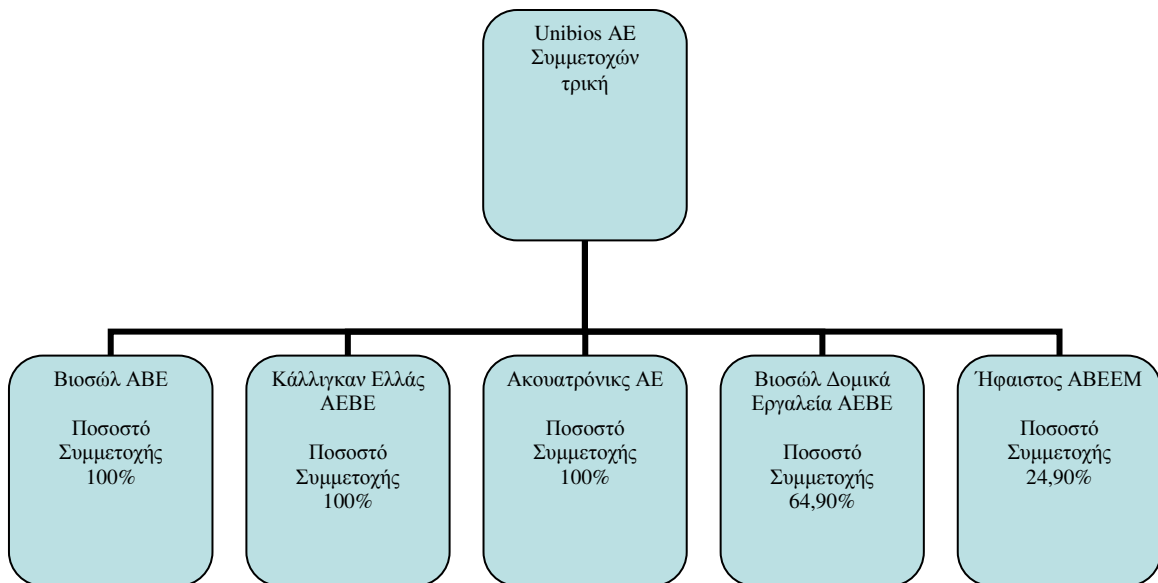 Unibios ΑΕ
Συμμετοχών
τρική
Βιοσώλ ΑΒΕ
Ποσοστό
Συμμετοχής
100%
Κάλλιγκαν Ελλάς
ΑΕΒΕ
Ποσοστό
Συμμετοχής
100%
Ακουατρόνικς ΑΕ
Ποσοστό
Συμμετοχής
100%
Βιοσώλ Δομικά
Εργαλεία ΑΕΒΕ
Ποσοστό
Συμμετοχής
64,90%
Ήφαιστος ΑΒΕΕΜ
Ποσοστό
Συμμετοχής
24,90%